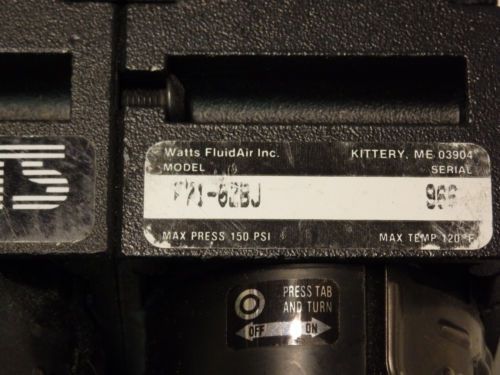 Watts FluidAir Inc. KITTERY, ME 03904
MODEL SERIAL
TS
MAX PRESS 150 PSI MAX TEMP 120°F
PRESS TAB
AND TURN
OFF ON